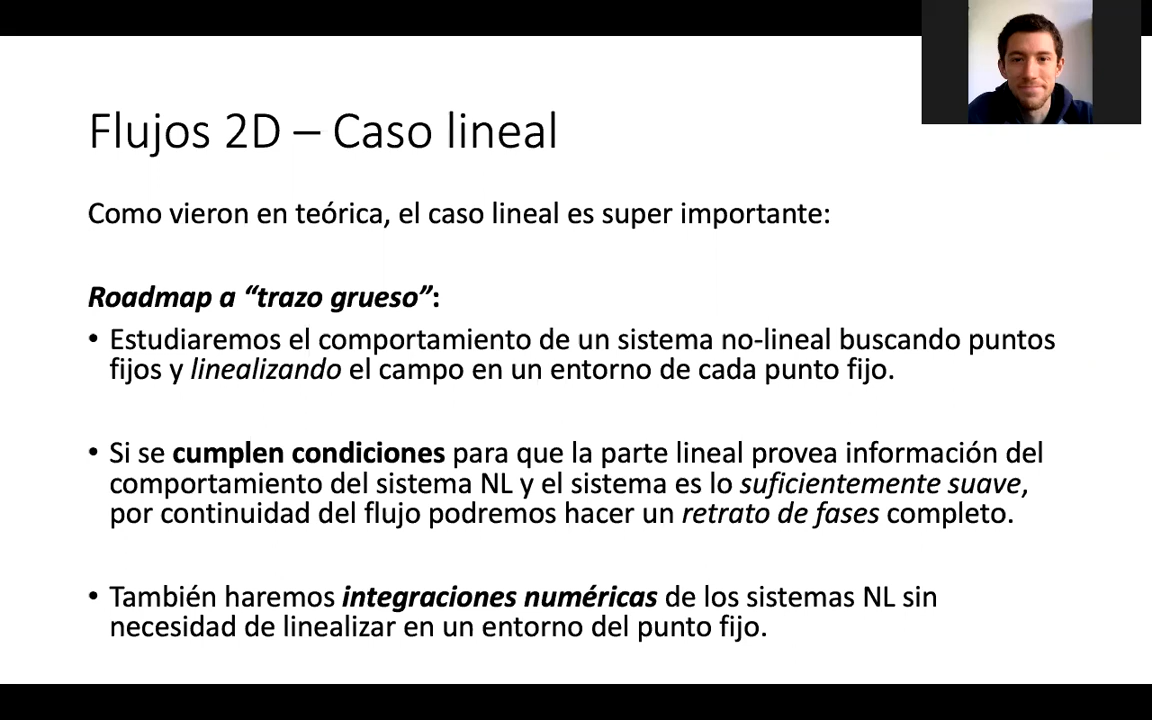 Flujos 2D – Caso lineal
Como vieron en teórica, el caso lineal es super importante:
Roadmap a “trazo grueso”:
• Estudiaremos el comportamiento de un sistema no-lineal buscando puntos
fijos y linealizando el campo en un entorno de cada punto fijo.
• Si se cumplen condiciones para que la parte lineal provea información del
comportamiento del sistema NL y el sistema es lo suficientemente suave,
por continuidad del flujo podremos hacer un retrato de fases completo.
• También haremos integraciones numéricas de los sistemas NL sin
necesidad de linealizar en un entorno del punto fijo.